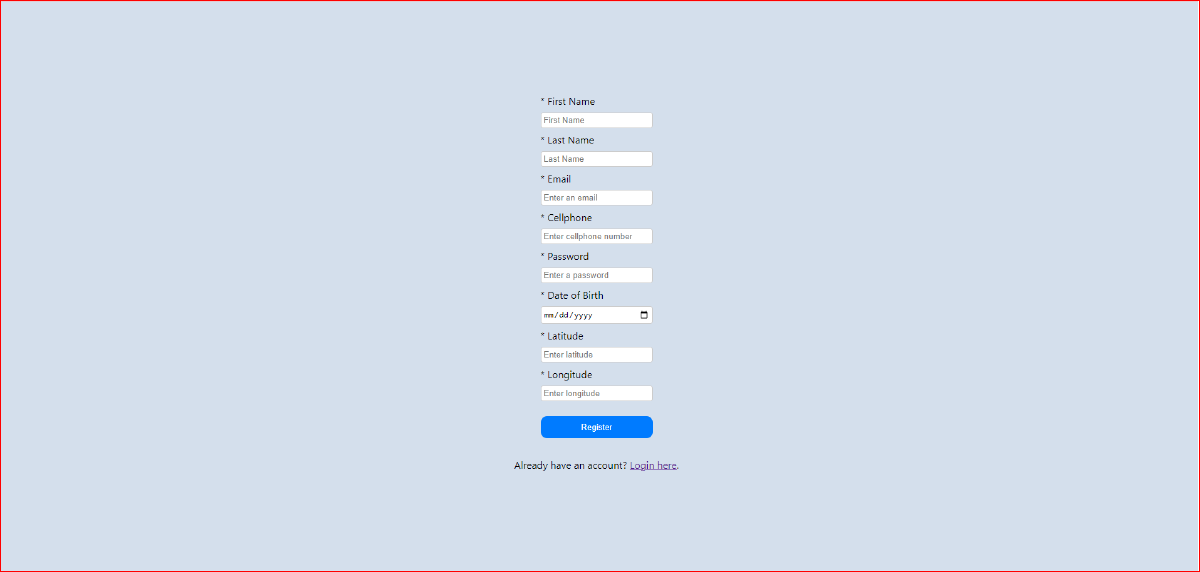 * First Name
First Name
* Last Name
Last Name
* Email
Enter an email
* Cellphone
Enter cellphone number
* Password
Enter a password
* Date of Birth
mm/dd/yyyy
* Latitude
Enter latitude
* Longitude
Enter longitude
Register
Already have an account? Login here.